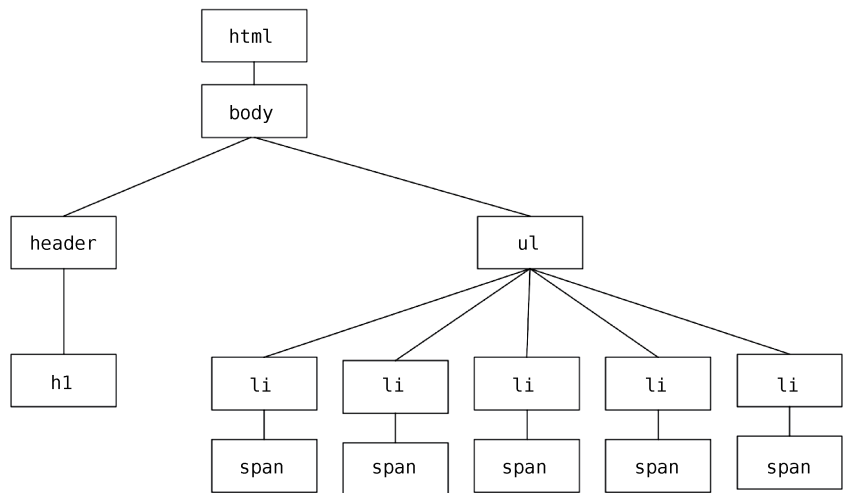 html
body
header
ul
h1
li
li
li
li
li
span
span
span
span
span